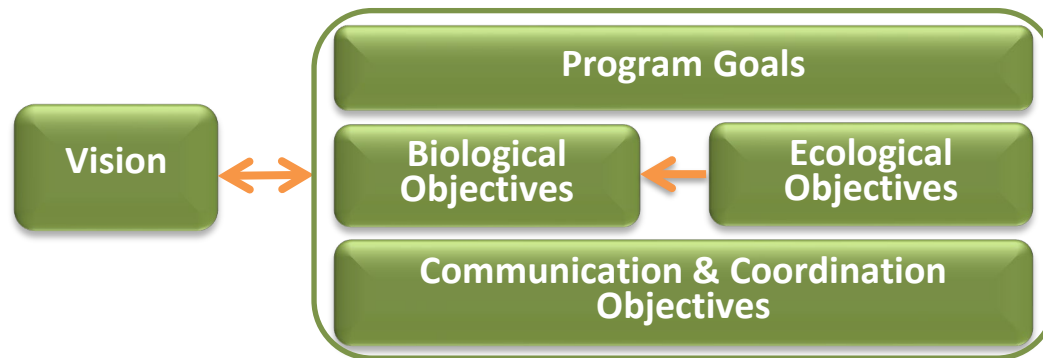 Program Goals
Vision
Biological
Objectives
Ecological
Objectives
Communication & Coordination
Objectives